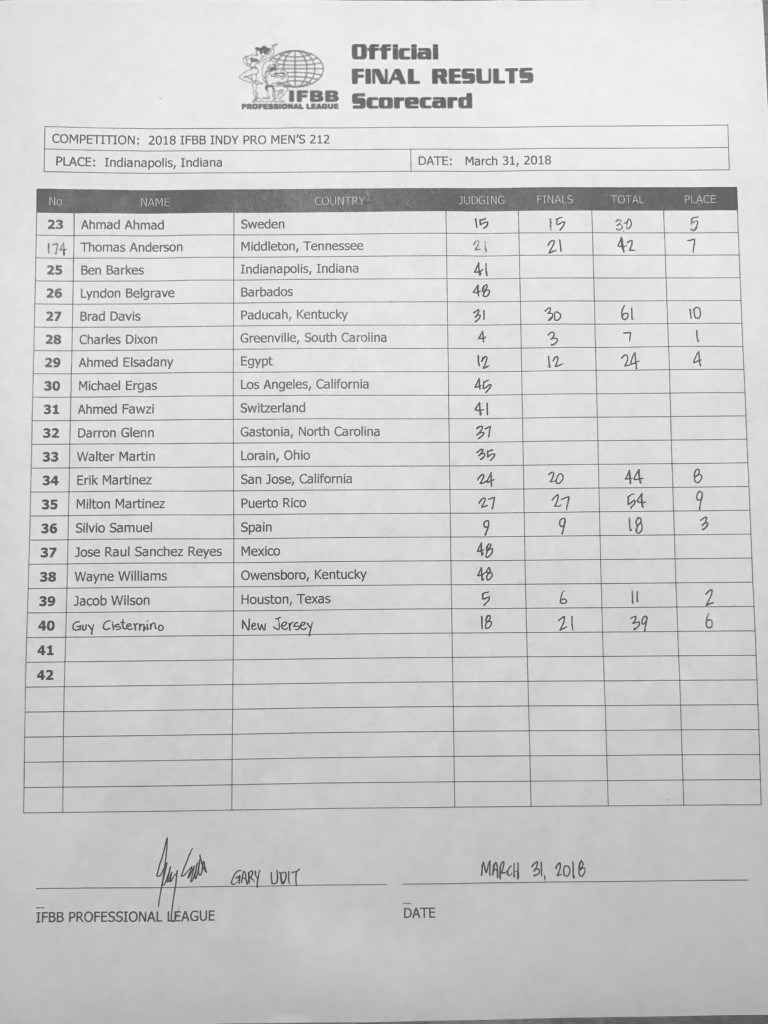 Official
FINAL RESULTS
IFBB Scorecard
PROFESSIONAL LEAGUE
COMPETITION: 2018 IFBB INDY PRO MEN'S 212
PLACE: Indianapolis, Indiana DATE: March 31, 2018
No NAME COUNTRY JUDGING FINALS TOTAL PLACE
23 Ahmad Ahmad Sweden 15 15 30 5
174 Thomas Anderson Middleton, Tennessee 21 21 42 7
25 Ben Barkes Indianapolis, Indiana 41
26 Lyndon Belgrave Barbados 48
27 Brad Davis Paducah, Kentucky 31 30 61 10
28 Charles Dixon Greenville, South Carolina 4 3 7 1
29 Ahmed Elsadany Egypt 12 12 24 4
30 Michael Ergas Los Angeles, California 45
31 Ahmed Fawzi Switzerland 41
32 Darron Glenn Gastonia, North Carolina 37
33 Walter Martin Lorain, Ohio 35
34 Erik Martinez San Jose, California 24 20 44 8
35 Milton Martinez Puerto Rico 27 27 54 9
36 Silvio Samuel Spain 9 9 18 3
37 Jose Raul Sanchez Reyes Mexico 48
38 Wayne Williams Owensboro, Kentucky 48
39 Jacob Wilson Houston, Texas 5 6 11 2
40 Guy Cisternino New Jersey 18 21 39 6
41
42
GARY UDIT MARCH 31, 2018
IFBB PROFESSIONAL LEAGUE DATE